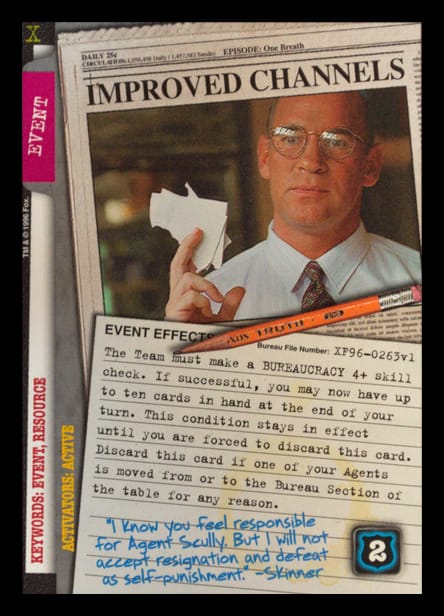 X
EVENT
TM & © 1996 Fox.
KEYWORDS: EVENT, RESOURCE
ACTIVATORS: ACTIVE
DAILY 25¢
EPISODE: One Breath
IMPROVED CHANNELS
EVENT EFFECTS
TRUTH
Bureau File Number: XF96-0263v1
The Team must make a BUREAUCRACY 4+ skill
check. If successful, you may now have up
to ten cards in hand at the end of your
turn. This condition stays in effect
until you are forced to discard this card.
Discard this card if one of your Agents
is moved from or to the Bureau Section of
the table for any reason.
"I know you feel responsible
for Agent Scully. But I will not
accept resignation and defeat
as self-punishment." -Skinner
2